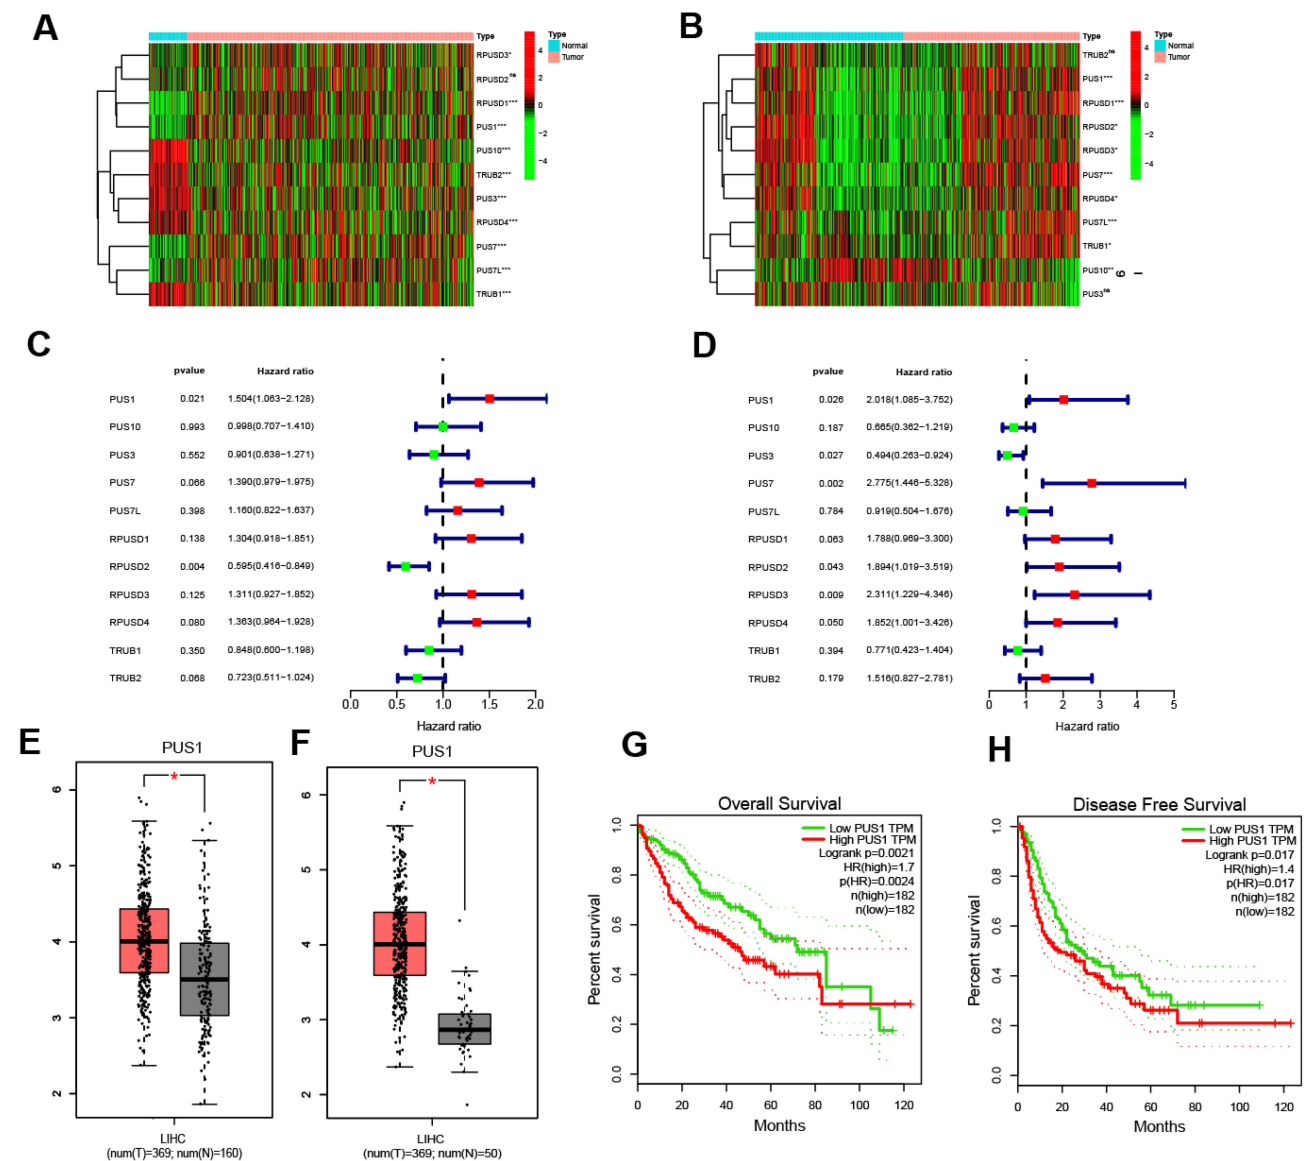 A
Type
Type
Normal
Tumor
RPUSD3*
RPUSD2ns
RPUSD1***
PUS1***
PUS10***
TRUB2***
PUS3***
RPUSD4***
PUS7***
PUS7L***
TRUB1***
4
2
0
−2
−4
B
Type
Type
Normal
Tumor
TRUB2ns
PUS1***
RPUSD1***
RPUSD2*
RPUSD3*
PUS7***
RPUSD4*
PUS7L***
TRUB1*
PUS10**
PUS3ns
4
2
0
−2
−4
9
I
C
pvalue Hazard ratio
PUS1 0.021 1.504(1.063−2.128)
PUS10 0.993 0.998(0.707−1.410)
PUS3 0.552 0.901(0.638−1.271)
PUS7 0.066 1.390(0.979−1.975)
PUS7L 0.398 1.160(0.822−1.637)
RPUSD1 0.138 1.304(0.918−1.851)
RPUSD2 0.004 0.595(0.416−0.849)
RPUSD3 0.125 1.311(0.927−1.852)
RPUSD4 0.080 1.363(0.964−1.928)
TRUB1 0.350 0.848(0.600−1.198)
TRUB2 0.068 0.723(0.511−1.024)
0.0 0.5 1.0 1.5 2.0
Hazard ratio
D
pvalue Hazard ratio
PUS1 0.026 2.018(1.085−3.752)
PUS10 0.187 0.665(0.362−1.219)
PUS3 0.027 0.494(0.263−0.924)
PUS7 0.002 2.775(1.446−5.328)
PUS7L 0.784 0.919(0.504−1.676)
RPUSD1 0.063 1.788(0.969−3.300)
RPUSD2 0.043 1.894(1.019−3.519)
RPUSD3 0.009 2.311(1.229−4.346)
RPUSD4 0.050 1.852(1.001−3.426)
TRUB1 0.394 0.771(0.423−1.404)
TRUB2 0.179 1.516(0.827−2.781)
0 1 2 3 4 5
Hazard ratio
E
PUS1
*
6
5
4
3
2
LIHC
(num(T)=369; num(N)=160)
F
PUS1
*
6
5
4
3
2
LIHC
(num(T)=369; num(N)=50)
G
Overall Survival
Low PUS1 TPM
High PUS1 TPM
Logrank p=0.0021
HR(high)=1.7
p(HR)=0.0024
n(high)=182
n(low)=182
Percent survival
1.0
0.8
0.6
0.4
0.2
0.0
0 20 40 60 80 100 120
Months
H
Disease Free Survival
Low PUS1 TPM
High PUS1 TPM
Logrank p=0.017
HR(high)=1.4
p(HR)=0.017
n(high)=182
n(low)=182
Percent survival
1.0
0.8
0.6
0.4
0.2
0.0
0 20 40 60 80 100 120
Months